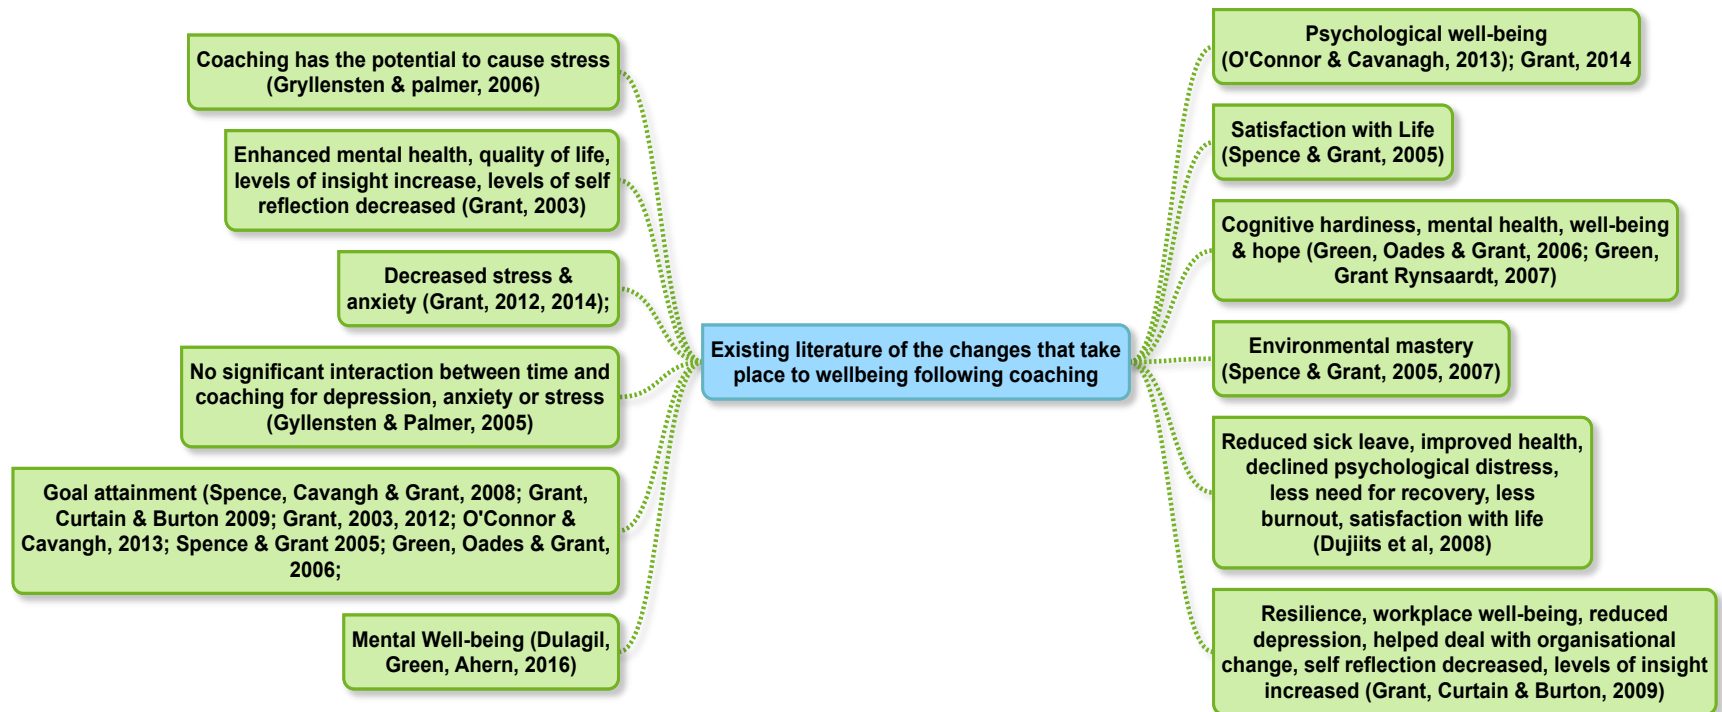 Coaching has the potential to cause stress
(Gryllensten & palmer, 2006)
Enhanced mental health, quality of life,
levels of insight increase, levels of self
reflection decreased (Grant, 2003)
Decreased stress &
anxiety (Grant, 2012, 2014);
No significant interaction between time and
coaching for depression, anxiety or stress
(Gyllensten & Palmer, 2005)
Goal attainment (Spence, Cavangh & Grant, 2008; Grant,
Curtain & Burton 2009; Grant, 2003, 2012; O'Connor &
Cavangh, 2013; Spence & Grant 2005; Green, Oades & Grant,
2006;
Mental Well-being (Dulagil,
Green, Ahern, 2016)
Existing literature of the changes that take
place to wellbeing following coaching
Psychological well-being
(O'Connor & Cavanagh, 2013); Grant, 2014
Satisfaction with Life
(Spence & Grant, 2005)
Cognitive hardiness, mental health, well-being
& hope (Green, Oades & Grant, 2006; Green,
Grant Rynsaardt, 2007)
Environmental mastery
(Spence & Grant, 2005, 2007)
Reduced sick leave, improved health,
declined psychological distress,
less need for recovery, less
burnout, satisfaction with life
(Dujiits et al, 2008)
Resilience, workplace well-being, reduced
depression, helped deal with organisational
change, self reflection decreased, levels of insight
increased (Grant, Curtain & Burton, 2009)